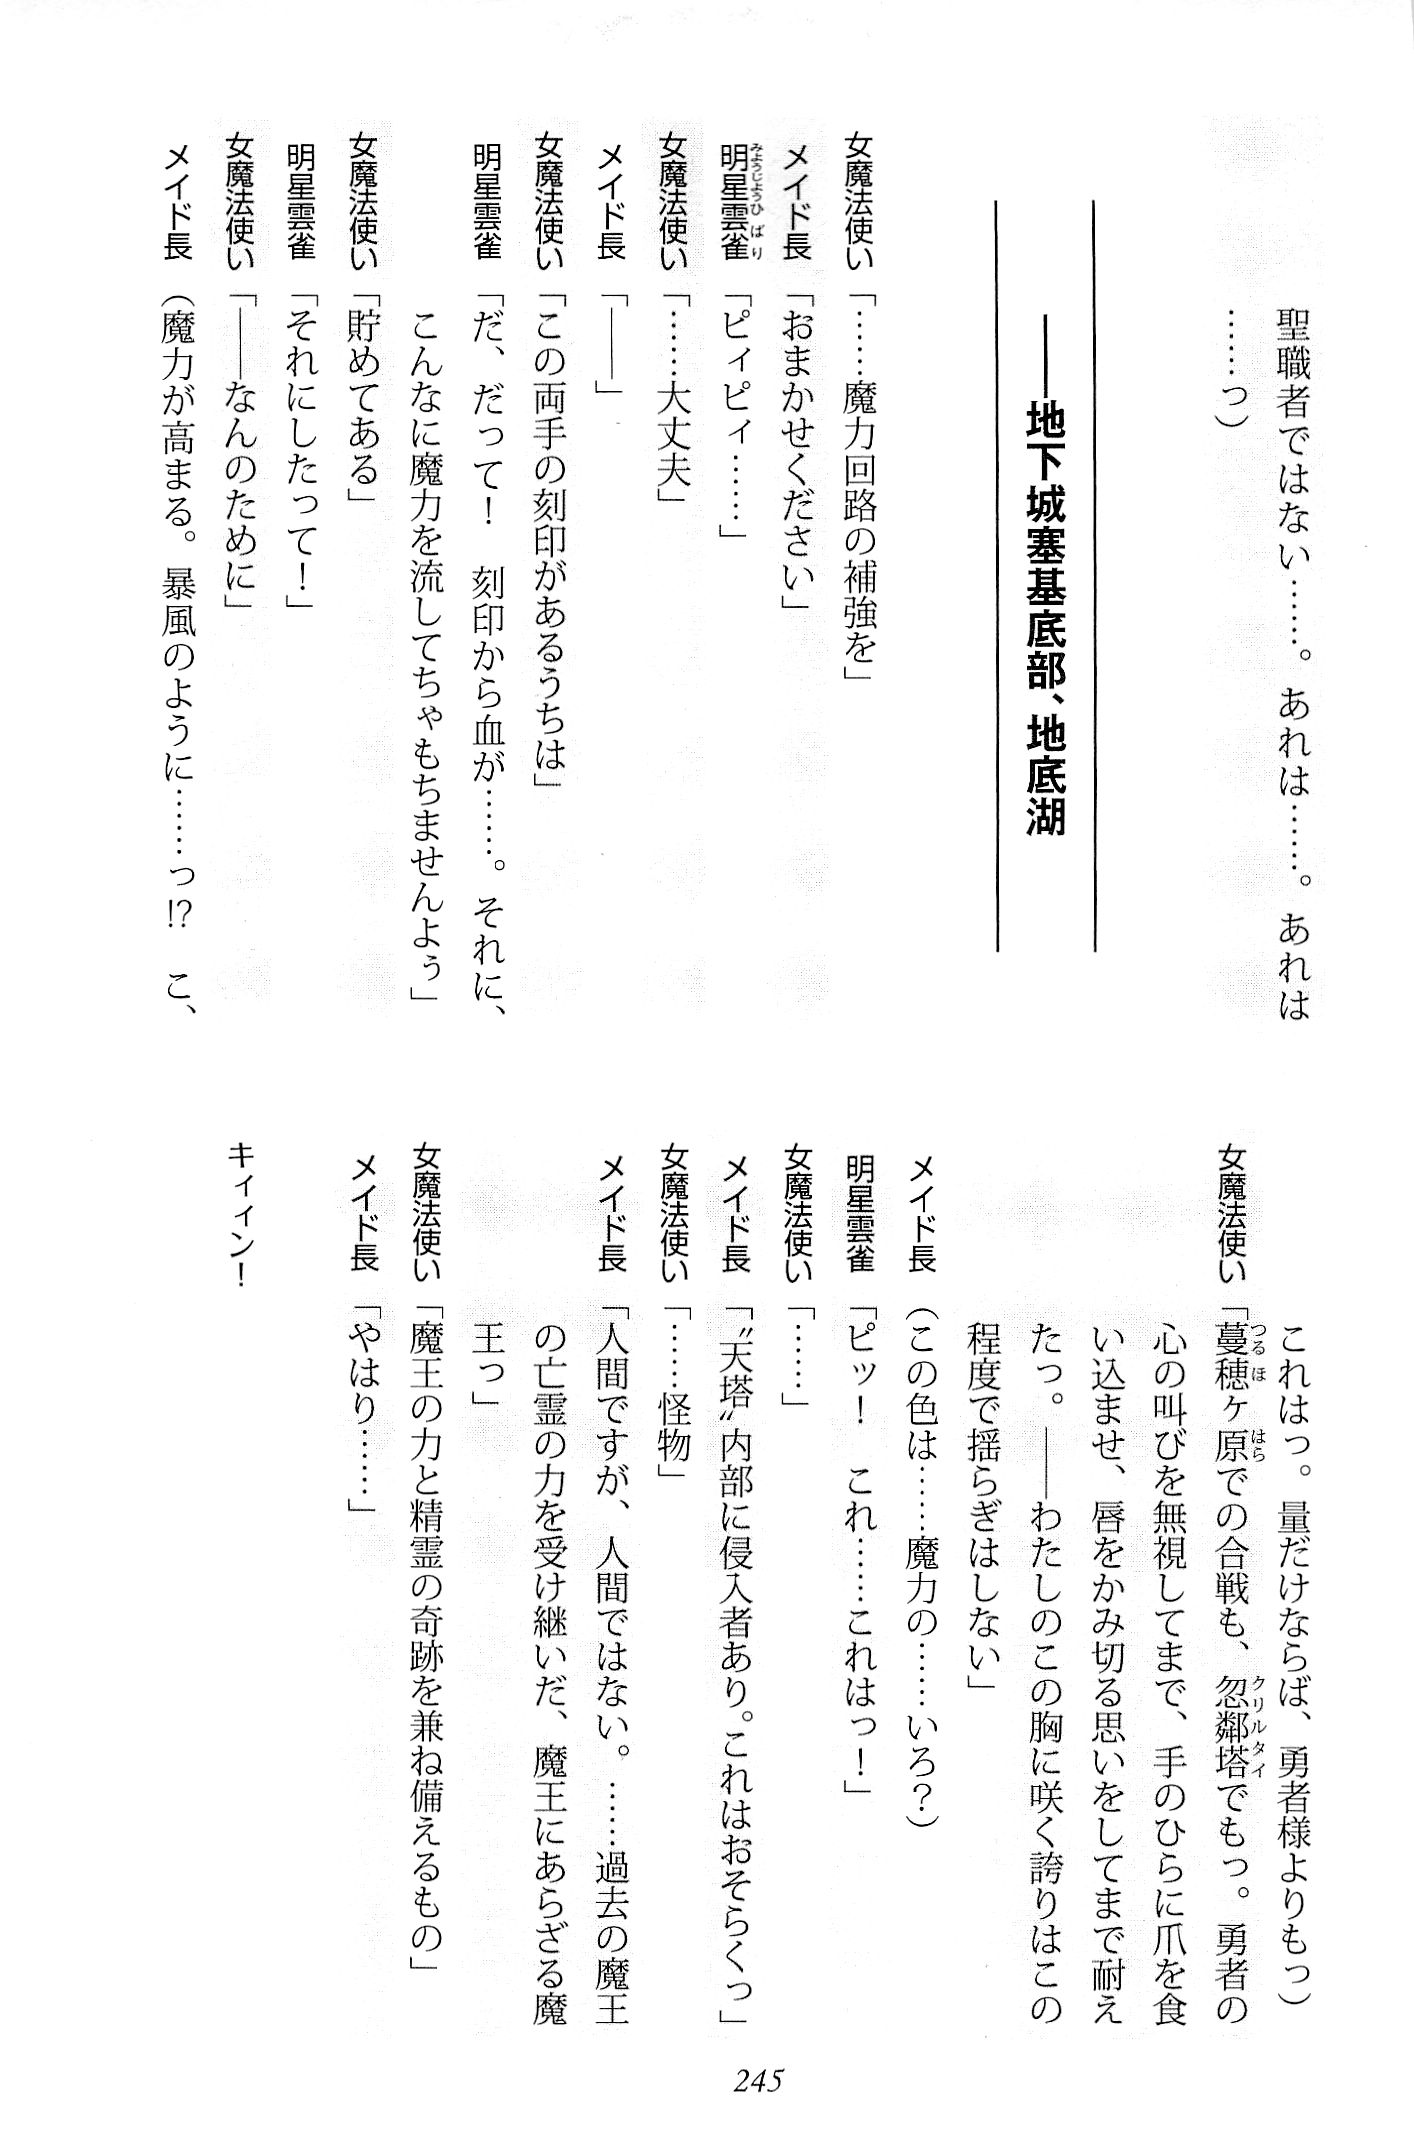 聖職者ではない……。あれは……。あれは
……っ）
――地下城塞基底部、地底湖
女魔法使い「……魔力回路の補強を」
メイド長「おまかせください」
明星雲雀「ピィピィ……」
女魔法使い「……大丈夫」
メイド長「――」
女魔法使い「この両手の刻印があるうちは」
明星雲雀「だ、だって！　刻印から血が……。それに、
こんなに魔力を流してちゃもちませんよぅ」
女魔法使い「貯めてある」
明星雲雀「それにしたって！」
女魔法使い「――なんのために」
メイド長（魔力が高まる。暴風のように……っ!?　こ、
これはっ。量だけならば、勇者様よりもっ）
女魔法使い「蔓穂ヶ原での合戦も、忽鄰塔でもっ。勇者の
心の叫びを無視してまで、手のひらに爪を食
い込ませ、唇をかみ切る思いをしてまで耐え
たっ。――わたしのこの胸に咲く誇りはこの
程度で揺らぎはしない」
メイド長（この色は……魔力の……いろ？）
明星雲雀「ピッ！　これ……これはっ！」
女魔法使い「……」
メイド長「〝天塔〟内部に侵入者あり。これはおそらくっ」
女魔法使い「……怪物」
メイド長「人間ですが、人間ではない。……過去の魔王
の亡霊の力を受け継いだ、魔王にあらざる魔
王っ」
女魔法使い「魔王の力と精霊の奇跡を兼ね備えるもの」
メイド長「やはり……」
キィィン！
245